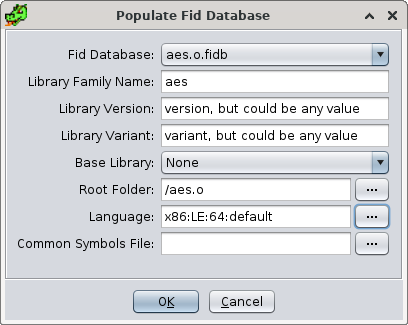 Populate Fid Database
Fid Database: aes.o.fidb
Library Family Name: aes
Library Version: version, but could be any value
Library Variant: variant, but could be any value
Base Library: None
Root Folder: /aes.o ...
Language: x86:LE:64:default ...
Common Symbols File: ...
OK Cancel